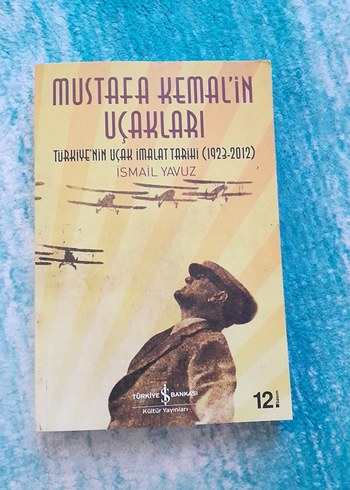 MUSTAFA KEMAL'İN
UÇAKLARI
TÜRKİYE'NİN UÇAK İMALAT TARİHİ (1923-2012)
İSMAİL YAVUZ
TÜRKİYE İŞ BANKASI
Kültür Yayınları
12